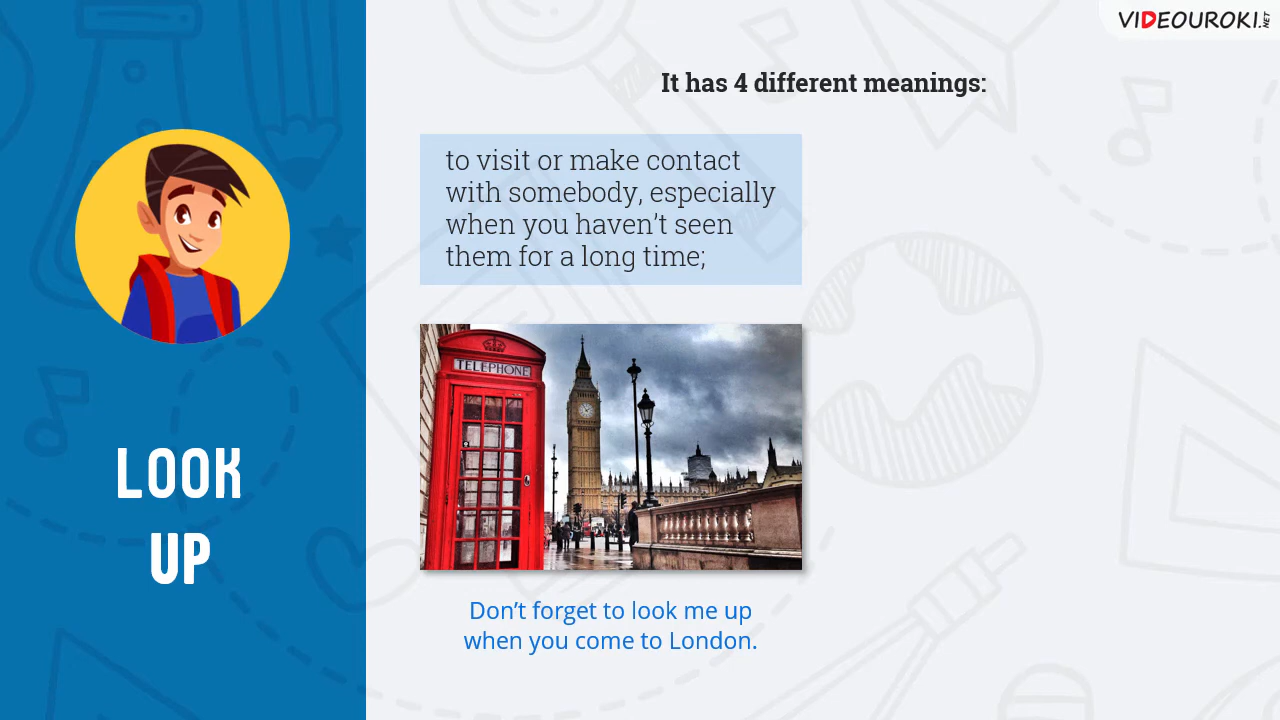 VIDEOUROKI.NET
It has 4 different meanings:
to visit or make contact
with somebody, especially
when you haven’t seen
them for a long time;
TELEPHONE
LOOK
UP
Don’t forget to look me up
when you come to London.